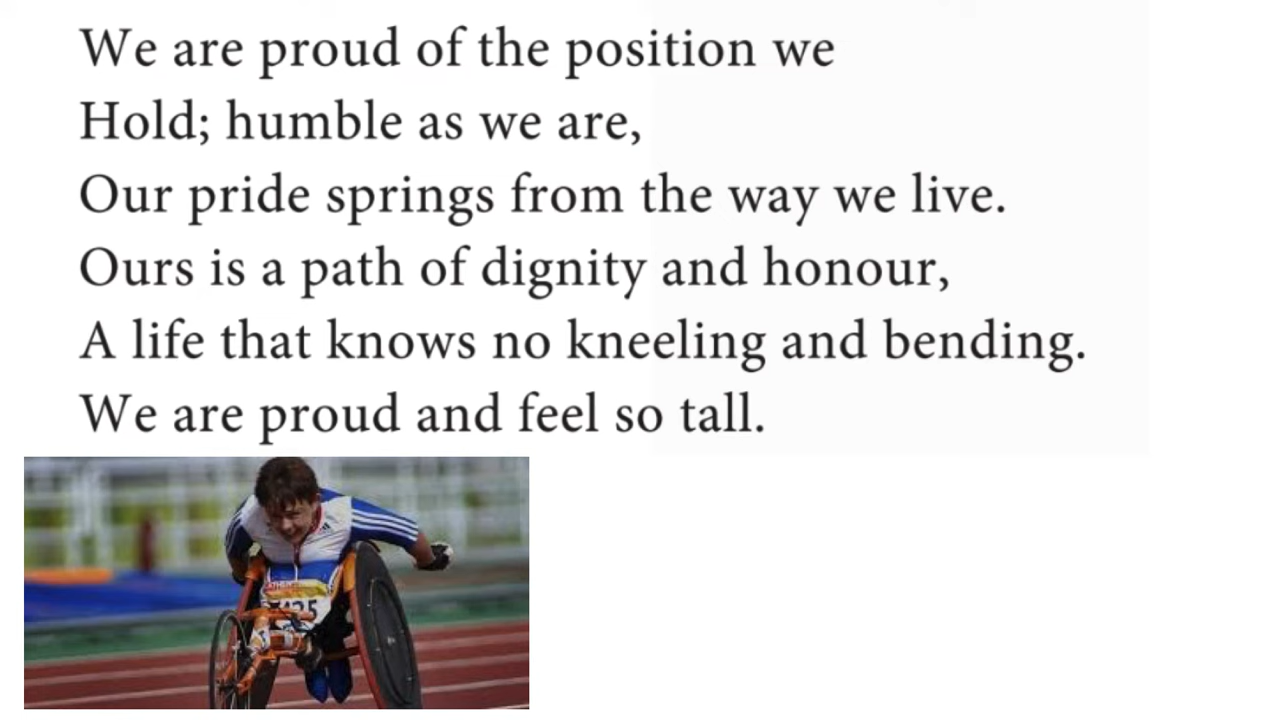 We are proud of the position we
Hold; humble as we are,
Our pride springs from the way we live.
Ours is a path of dignity and honour,
A life that knows no kneeling and bending.
We are proud and feel so tall.